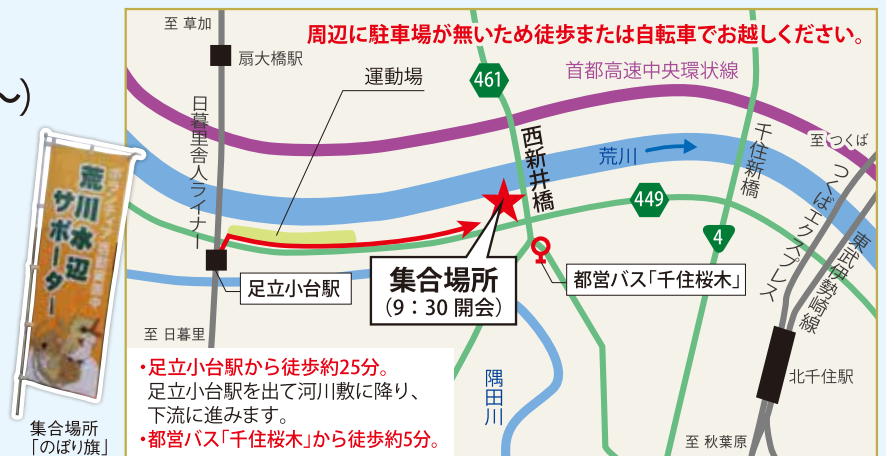 周辺に駐車場が無いため徒歩または自転車でお越しください。
至 草加
扇大橋駅
運動場
461
首都高速中央環状線
日暮里舎人ライナー
西新井橋
荒川
千住新橋
至 つくば
つくばエクスプレス
東武伊勢崎線
449
4
足立小台駅
集合場所
(9:30 開会)
都営バス「千住桜木」
至 日暮里
隅田川
北千住駅
至 秋葉原
・足立小台駅から徒歩約25分。
足立小台駅を出て河川敷に降り、
下流に進みます。
・都営バス「千住桜木」から徒歩約5分。
〜)
荒川水辺
サポーター
集合場所
「のぼり旗」